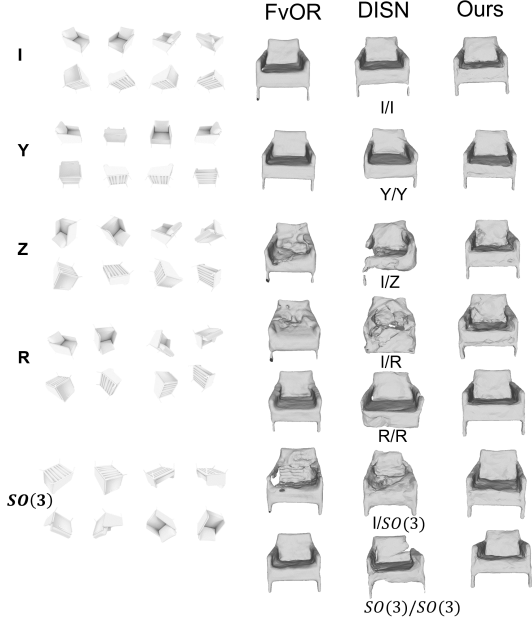 FvOR DISN Ours
I
I/I
Y
Y/Y
Z
I/Z
R
I/R
R/R
SO(3)
I/SO(3)
SO(3)/SO(3)